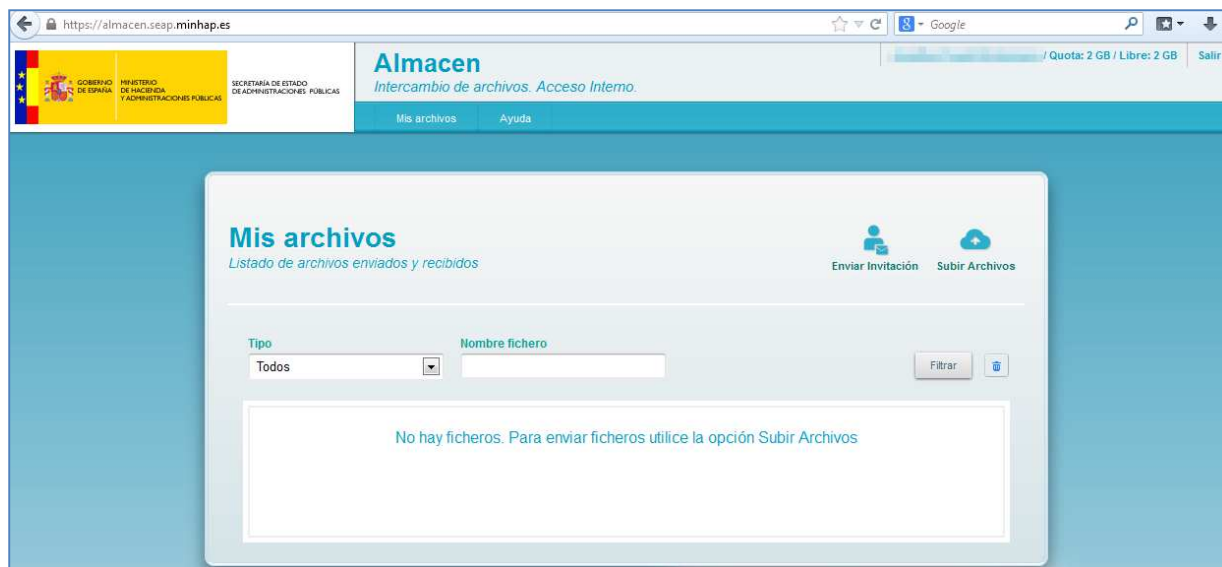 https://almacen.seap.minhap.es
Google
GOBIERNO
DE ESPAÑA
MINISTERIO
DE HACIENDA
Y ADMINISTRACIONES PÚBLICAS
SECRETARÍA DE ESTADO
DE ADMINISTRACIONES PÚBLICAS
Almacen
Intercambio de archivos. Acceso Interno.
/ Quota: 2 GB / Libre: 2 GB
Salir
Mis archivos
Ayuda
Mis archivos
Listado de archivos enviados y recibidos
Enviar Invitación
Subir Archivos
Tipo
Nombre fichero
Todos
Filtrar
No hay ficheros. Para enviar ficheros utilice la opción Subir Archivos